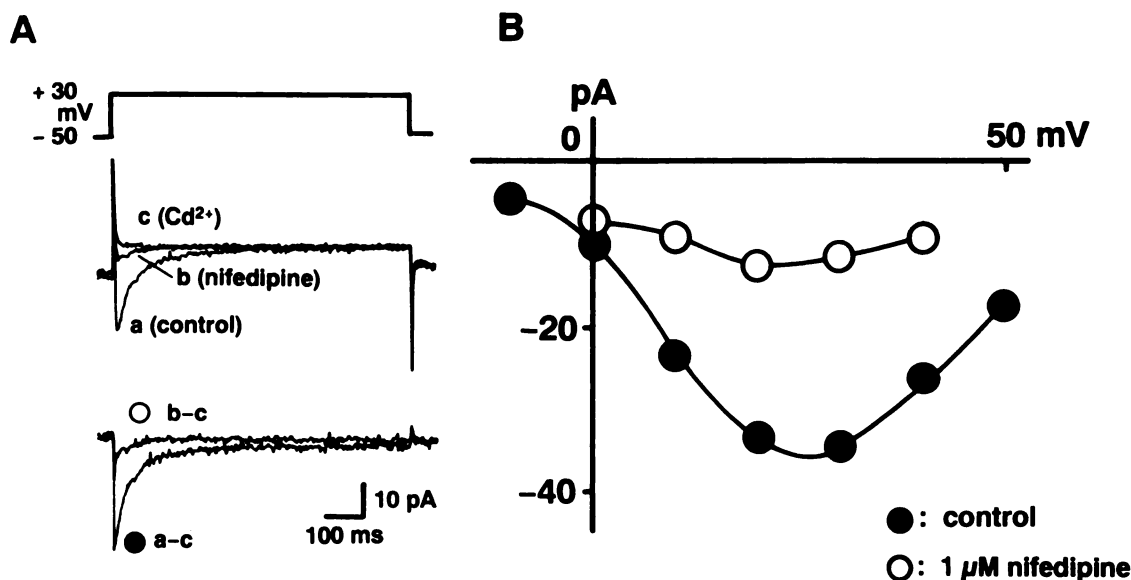 A
+ 30
mV
– 50
c (Cd²⁺)
b (nifedipine)
a (control)
○ b–c
10 pA
100 ms
● a–c
B
pA
0
50 mV
–20
–40
●: control
○: 1 μM nifedipine